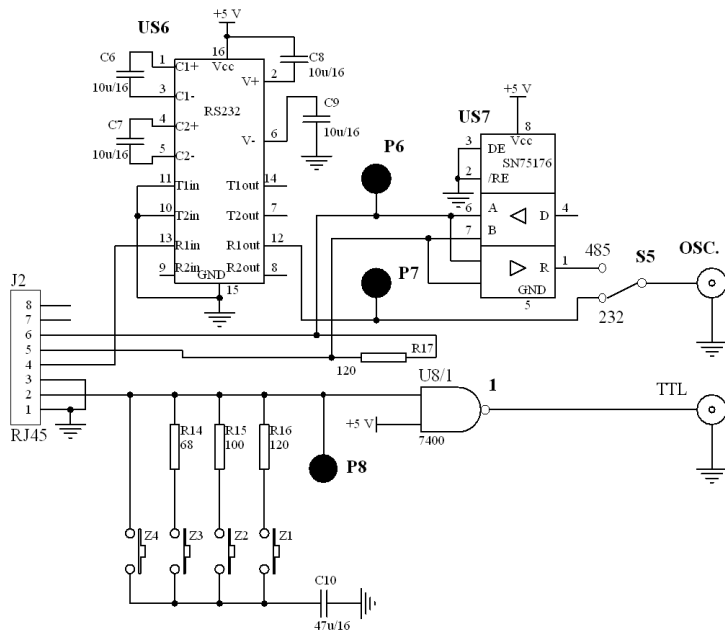 US6
+5 V
16
Vcc
C6
10u/16
1
C1+
3
C1-
C7
10u/16
4
C2+
5
C2-
RS232
V+
2
C8
10u/16
V-
6
C9
10u/16
11
T1in
T1out
14
10
T2in
T2out
7
13
R1in
R1out
12
9
R2in
R2out
8
GND
15
P6
P7
US7
+5 V
8
Vcc
3
DE
SN75176
2
/RE
6
A
D
4
7
B
R
1
GND
5
485
S5
OSC.
232
J2
8
7
6
5
4
3
2
1
RJ45
R17
120
U8/1
1
TTL
+5 V
7400
R14
68
R15
100
R16
120
P8
Z4
Z3
Z2
Z1
C10
47u/16